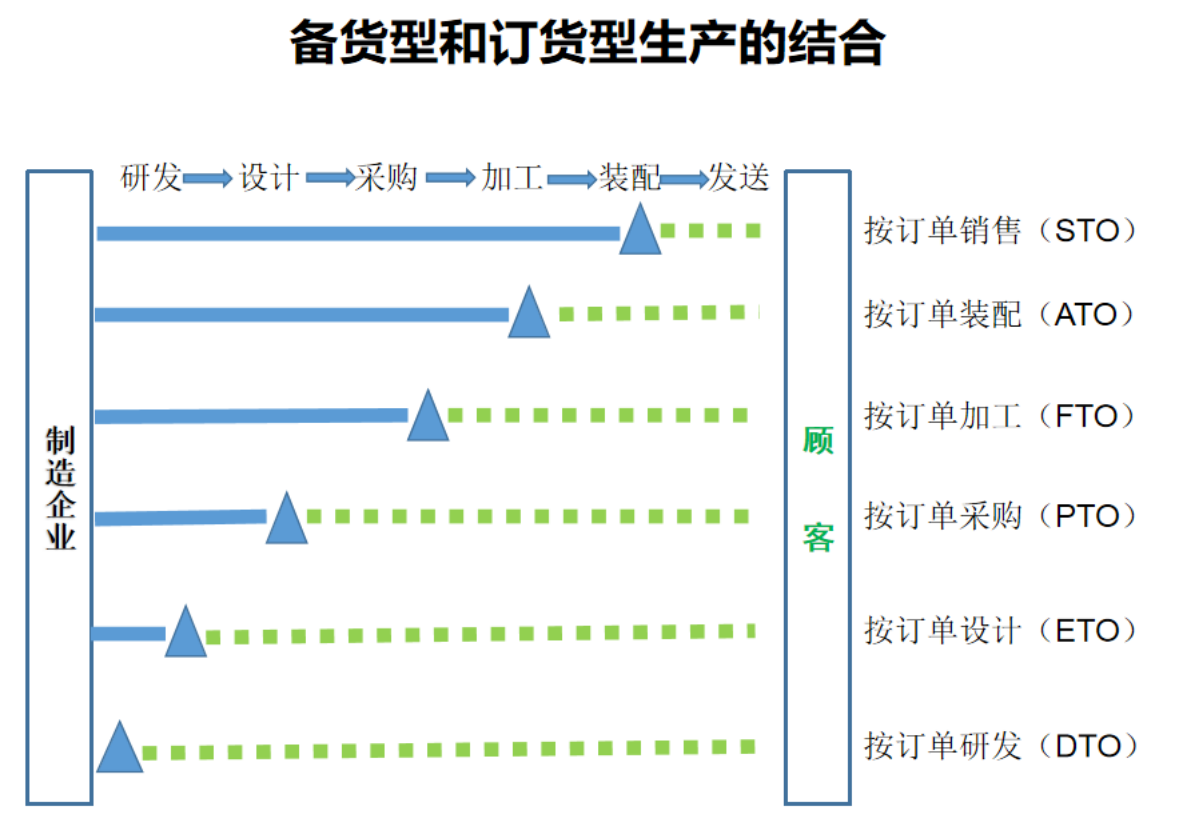 备货型和订货型生产的结合
研发 设计 采购 加工 装配 发送
按订单销售（STO）
按订单装配（ATO）
按订单加工（FTO）
按订单采购（PTO）
按订单设计（ETO）
按订单研发（DTO）
制造企业
顾客